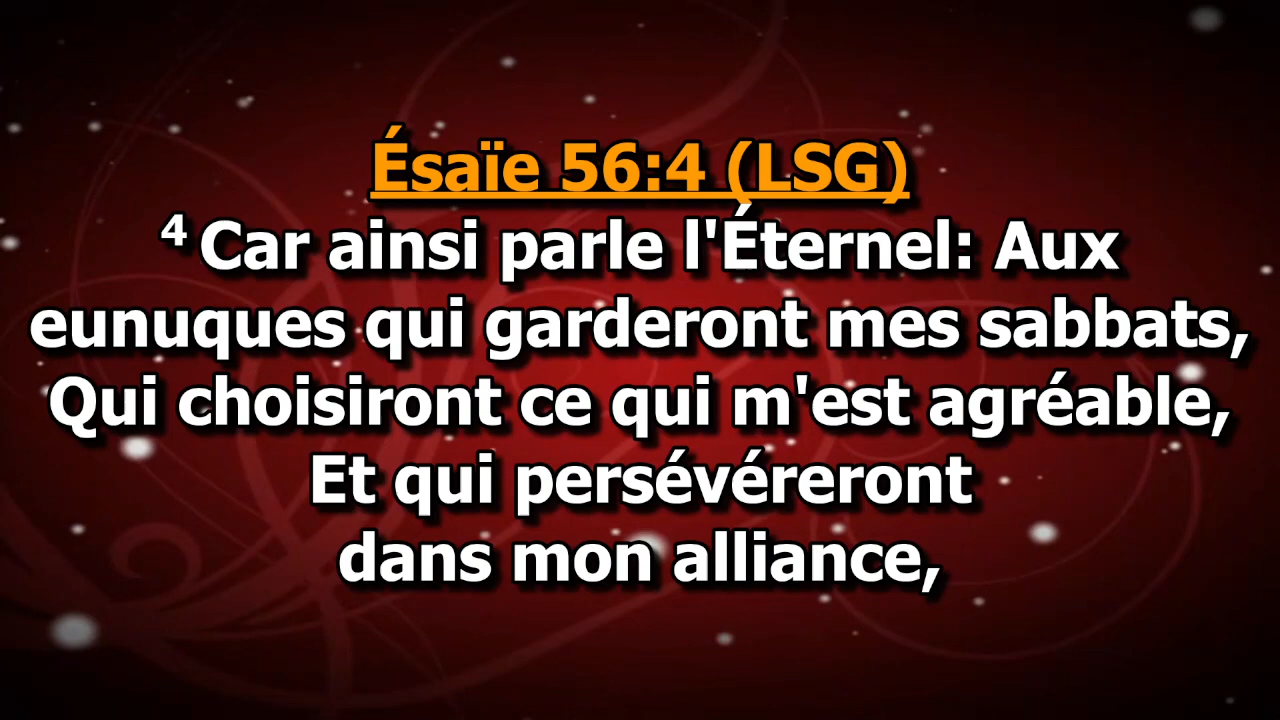 Ésaïe 56:4 (LSG)
4 Car ainsi parle l'Éternel: Aux
eunuques qui garderont mes sabbats,
Qui choisiront ce qui m'est agréable,
Et qui persévéreront
dans mon alliance,